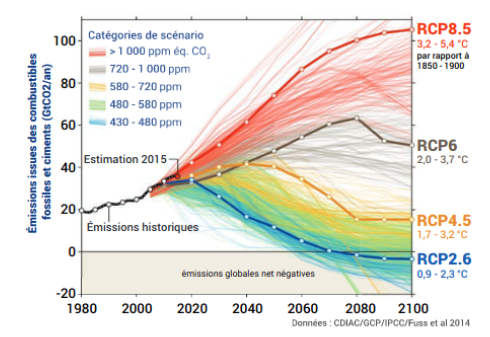 Émissions issues des combustibles
fossiles et ciments (GtCO2/an)
100
80
60
40
20
0
-20
Catégories de scénario
> 1 000 ppm éq. CO₂
720 - 1 000 ppm
580 - 720 ppm
480 - 580 ppm
430 - 480 ppm
Estimation 2015
Émissions historiques
émissions globales net négatives
RCP8.5
3,2 - 5,4 °C
par rapport à
1850 - 1900
RCP6
2,0 - 3,7 °C
RCP4.5
1,7 - 3,2 °C
RCP2.6
0,9 - 2,3 °C
1980
2000
2020
2040
2060
2080
2100
Données : CDIAC/GCP/IPCC/Fuss et al 2014